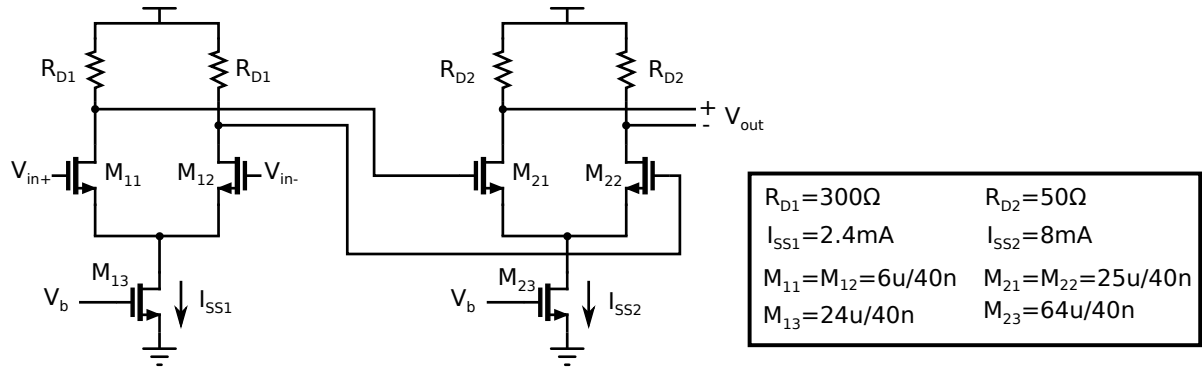 R_D1 R_D1 R_D2 R_D2
+
-
V_out
V_in+ M_11 M_12 V_in- M_21 M_22
M_13 M_23
V_b I_SS1 V_b I_SS2
R_D1=300Ω R_D2=50Ω
I_SS1=2.4mA I_SS2=8mA
M_11=M_12=6u/40n M_21=M_22=25u/40n
M_13=24u/40n M_23=64u/40n